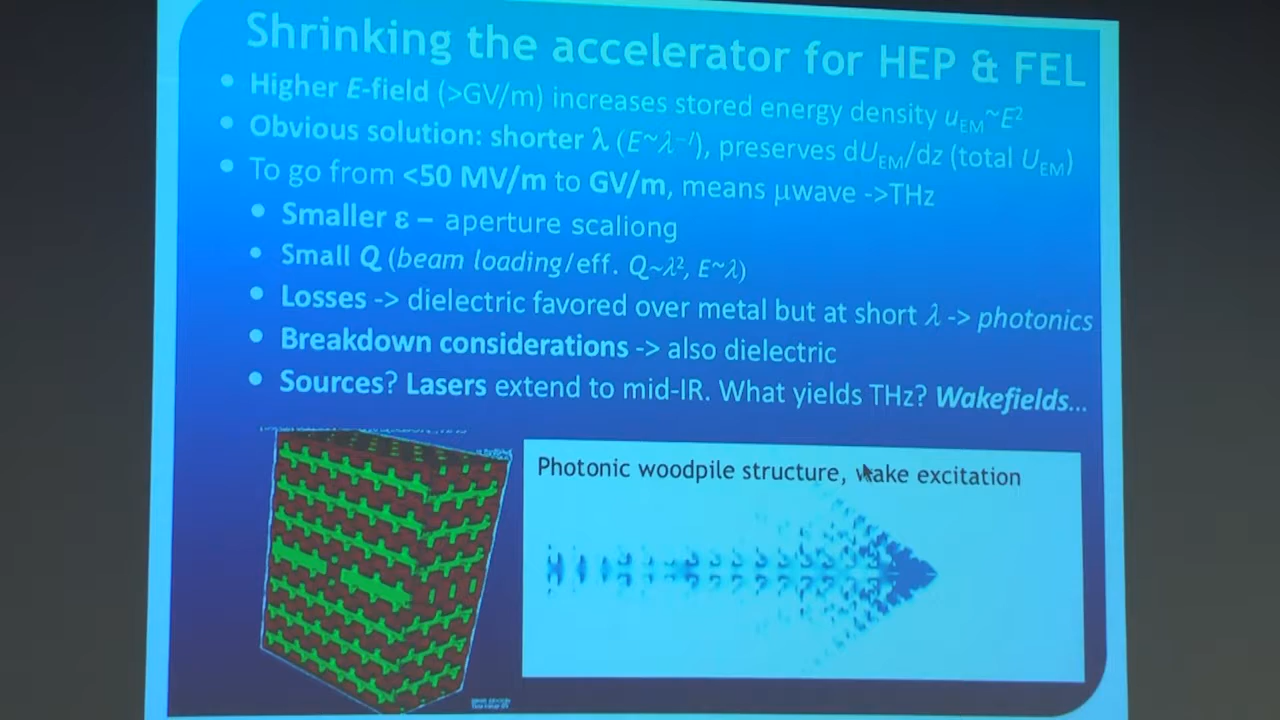 Shrinking the accelerator for HEP & FEL
• Higher E-field (>GV/m) increases stored energy density uEM~E²
• Obvious solution: shorter λ (E~λ⁻¹), preserves dUEM/dz (total UEM)
• To go from <50 MV/m to GV/m, means μwave ->THz
• Smaller ε – aperture scaliong
• Small Q (beam loading/eff. Q~λ², E~λ)
• Losses -> dielectric favored over metal but at short λ -> photonics
• Breakdown considerations -> also dielectric
• Sources? Lasers extend to mid-IR. What yields THz? Wakefields...
Photonic woodpile structure, wake excitation